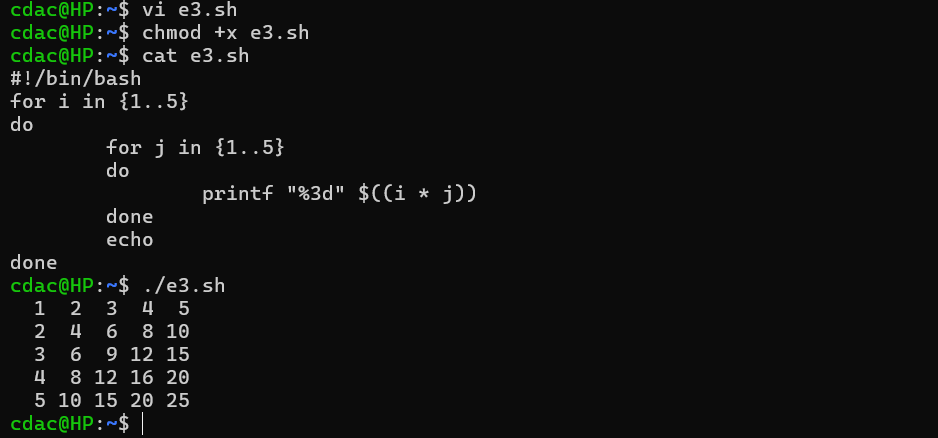 cdac@HP:~$ vi e3.sh
cdac@HP:~$ chmod +x e3.sh
cdac@HP:~$ cat e3.sh
#!/bin/bash
for i in {1..5}
do
        for j in {1..5}
        do
                printf "%3d" $((i * j))
        done
        echo
done
cdac@HP:~$ ./e3.sh
  1  2  3  4  5
  2  4  6  8 10
  3  6  9 12 15
  4  8 12 16 20
  5 10 15 20 25
cdac@HP:~$